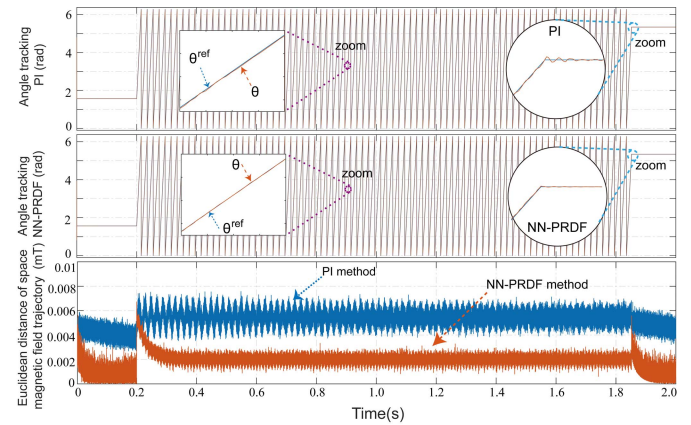 Angle tracking
PI (rad)
6
4
2
0
θref
θ
zoom
PI
zoom
Angle tracking
NN-PRDF (rad)
6
4
2
0
θ
θref
zoom
NN-PRDF
zoom
Euclidean distance of space
magnetic field trajectory (mT)
0.01
0.008
0.006
0.004
0.002
0
PI method
NN-PRDF method
0 0.2 0.4 0.6 0.8 1.0 1.2 1.4 1.6 1.8 2.0
Time(s)